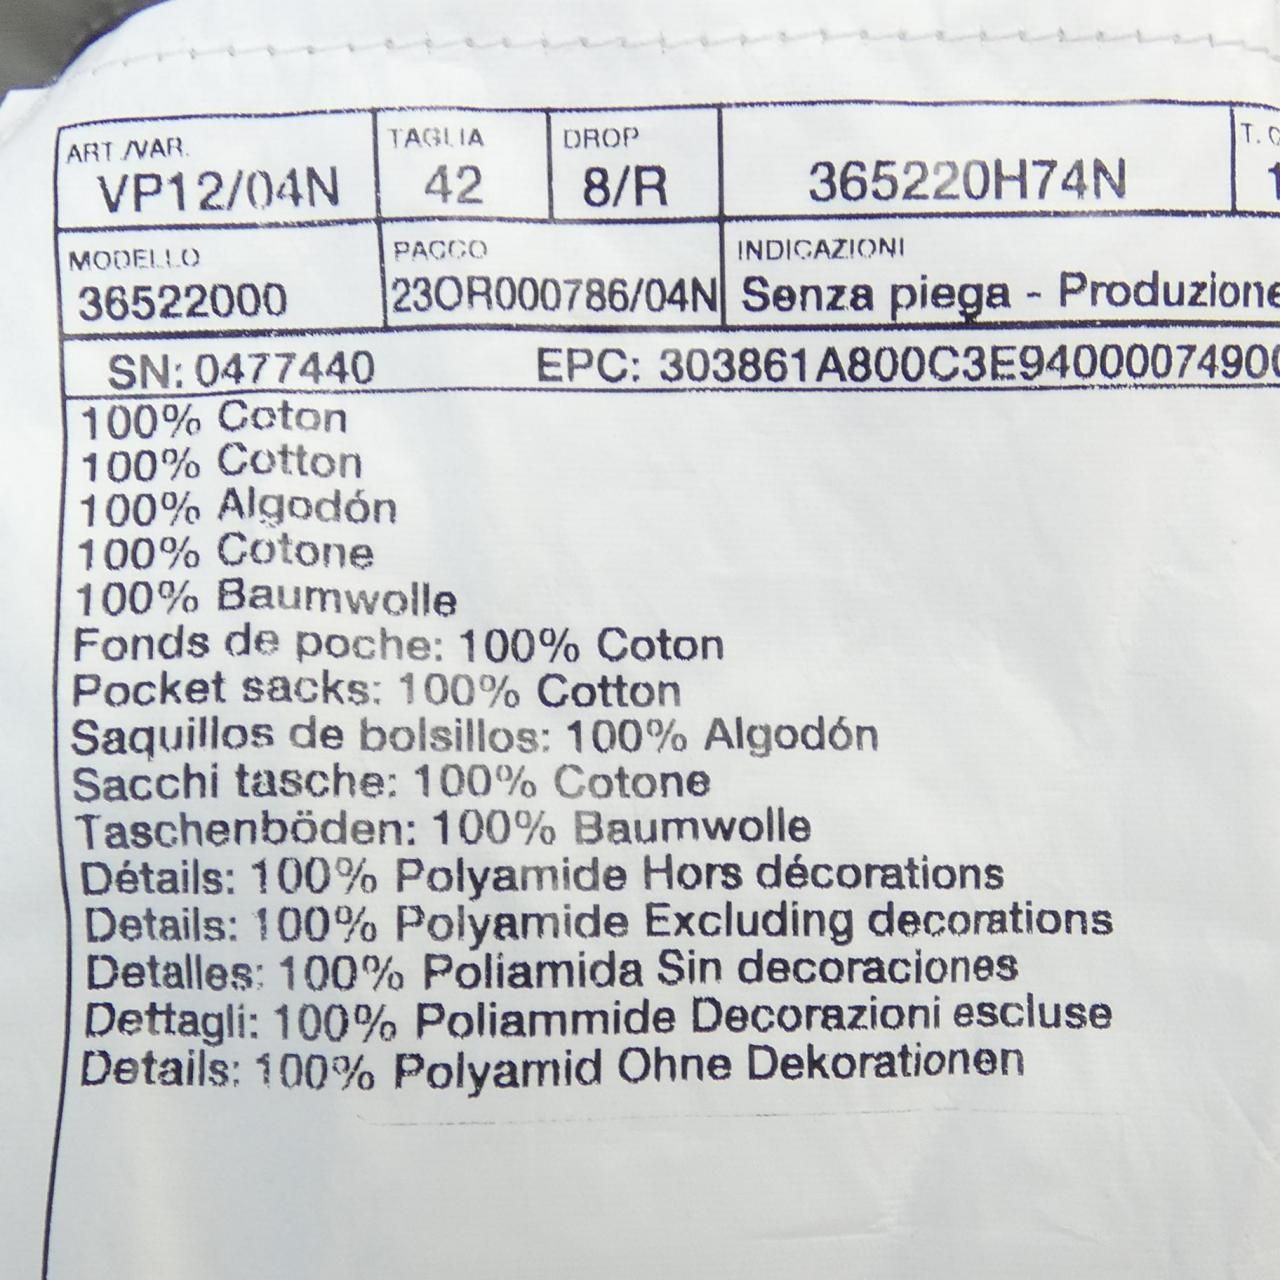 ART./VAR. TAGLIA DROP T. C
VP12/04N 42 8/R 365220H74N 1
MODELLO PACCO INDICAZIONI
36522000 23OR000786/04N Senza piega - Produzione
SN: 0477440 EPC: 303861A800C3E94000074900
100% Coton
100% Cotton
100% Algodón
100% Cotone
100% Baumwolle
Fonds de poche: 100% Coton
Pocket sacks: 100% Cotton
Saquillos de bolsillos: 100% Algodón
Sacchi tasche: 100% Cotone
Taschenböden: 100% Baumwolle
Détails: 100% Polyamide Hors décorations
Details: 100% Polyamide Excluding decorations
Detalles: 100% Poliamida Sin decoraciones
Dettagli: 100% Poliammide Decorazioni escluse
Details: 100% Polyamid Ohne Dekorationen